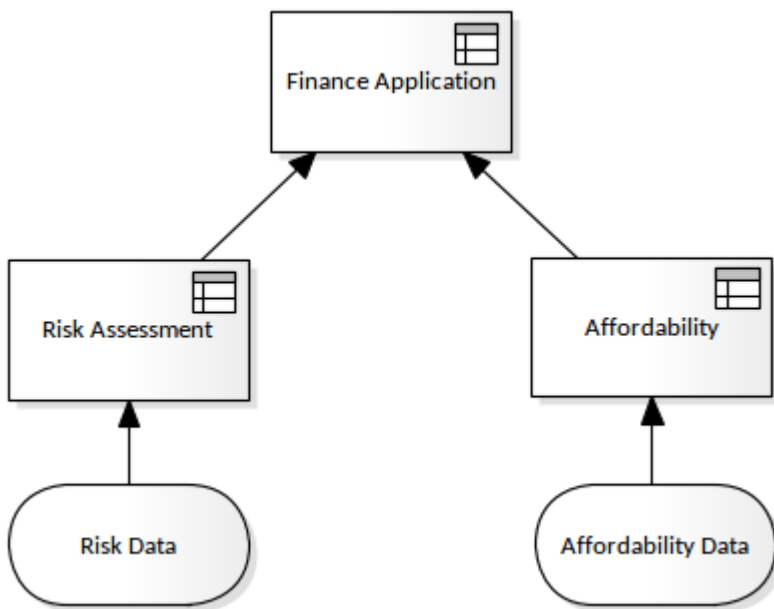 Finance Application
Risk Assessment
Affordability
Risk Data
Affordability Data